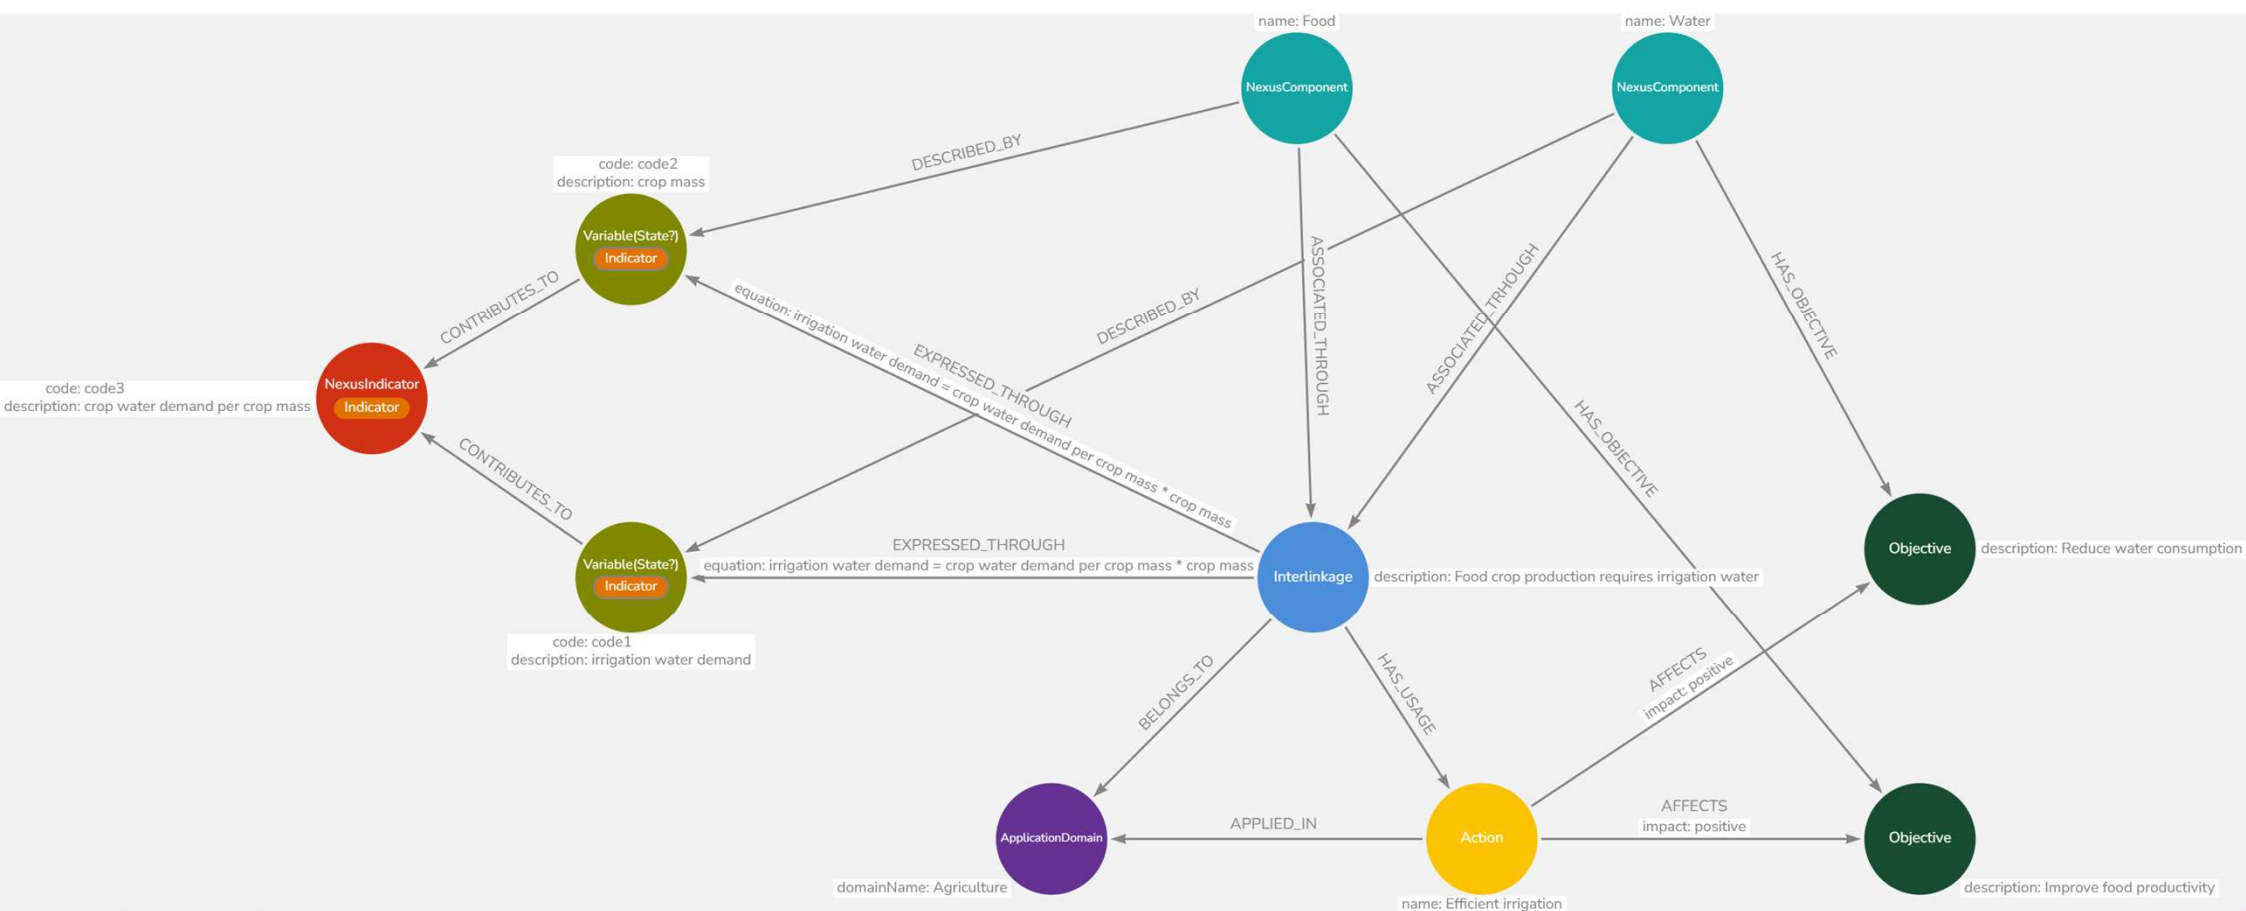 name: Food
name: Water
NexusComponent
NexusComponent
DESCRIBED_BY
code: code2
description: crop mass
Variable(State?)
Indicator
CONTRIBUTES_TO
equation: irrigation water demand = crop water demand per crop mass * crop mass
EXPRESSED_THROUGH
DESCRIBED_BY
ASSOCIATED_THROUGH
ASSOCIATED_TRHOUGH
HAS_OBJECTIVE
HAS_OBJECTIVE
NexusIndicator
Indicator
code: code3
description: crop water demand per crop mass
CONTRIBUTES_TO
EXPRESSED_THROUGH
equation: irrigation water demand = crop water demand per crop mass * crop mass
Variable(State?)
Indicator
code: code1
description: irrigation water demand
Interlinkage
description: Food crop production requires irrigation water
Objective
description: Reduce water consumption
BELONGS_TO
HAS_USAGE
AFFECTS
impact: positive
APPLIED_IN
AFFECTS
impact: positive
ApplicationDomain
Action
Objective
domainName: Agriculture
name: Efficient irrigation
description: Improve food productivity